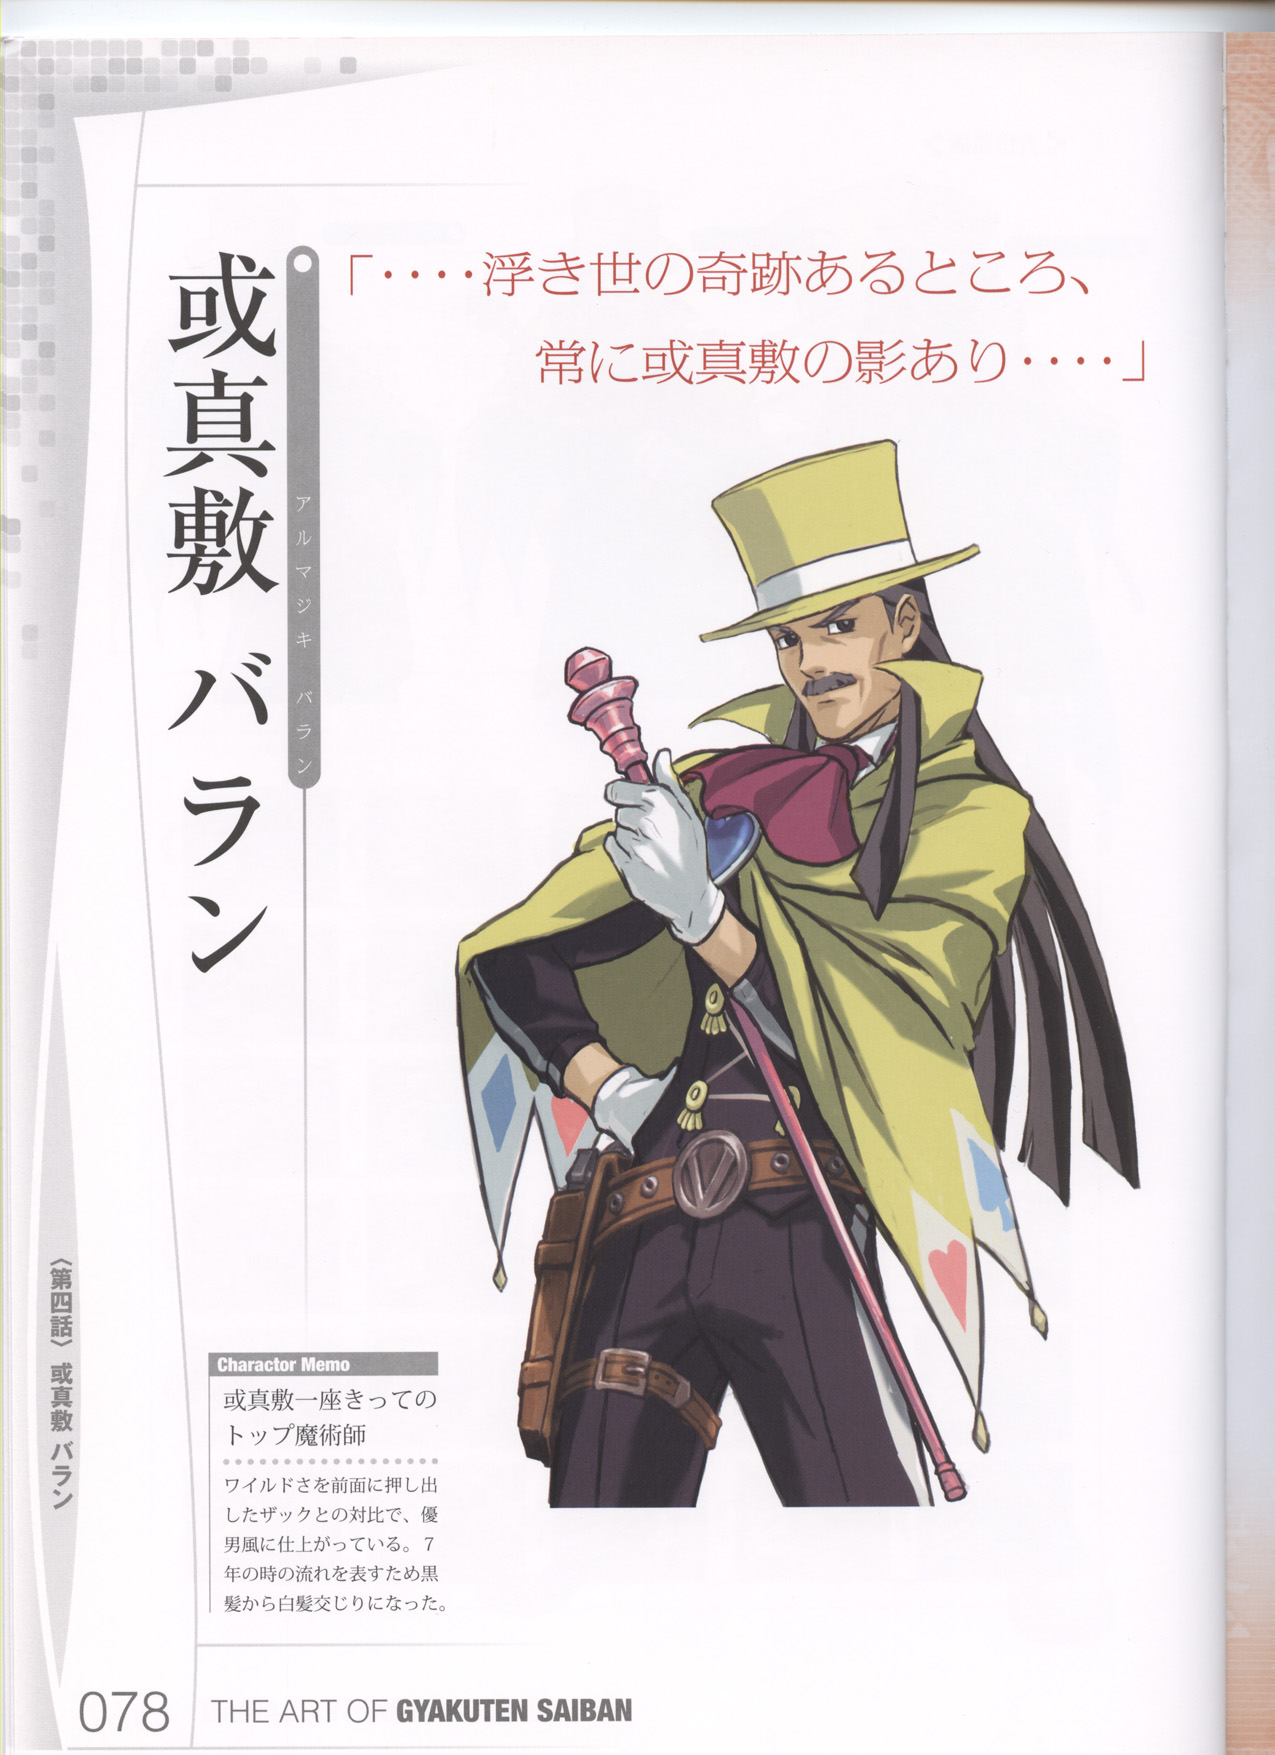 「‥‥浮き世の奇跡あるところ、
常に或真敷の影あり‥‥」
或真敷 バラン
アルマジキ バラン
〈第四話〉 或真敷 バラン
Charactor Memo
或真敷一座きっての
トップ魔術師
ワイルドさを前面に押し出
したザックとの対比で、優
男風に仕上がっている。7
年の時の流れを表すため黒
髪から白髪交じりになった。
078 THE ART OF GYAKUTEN SAIBAN